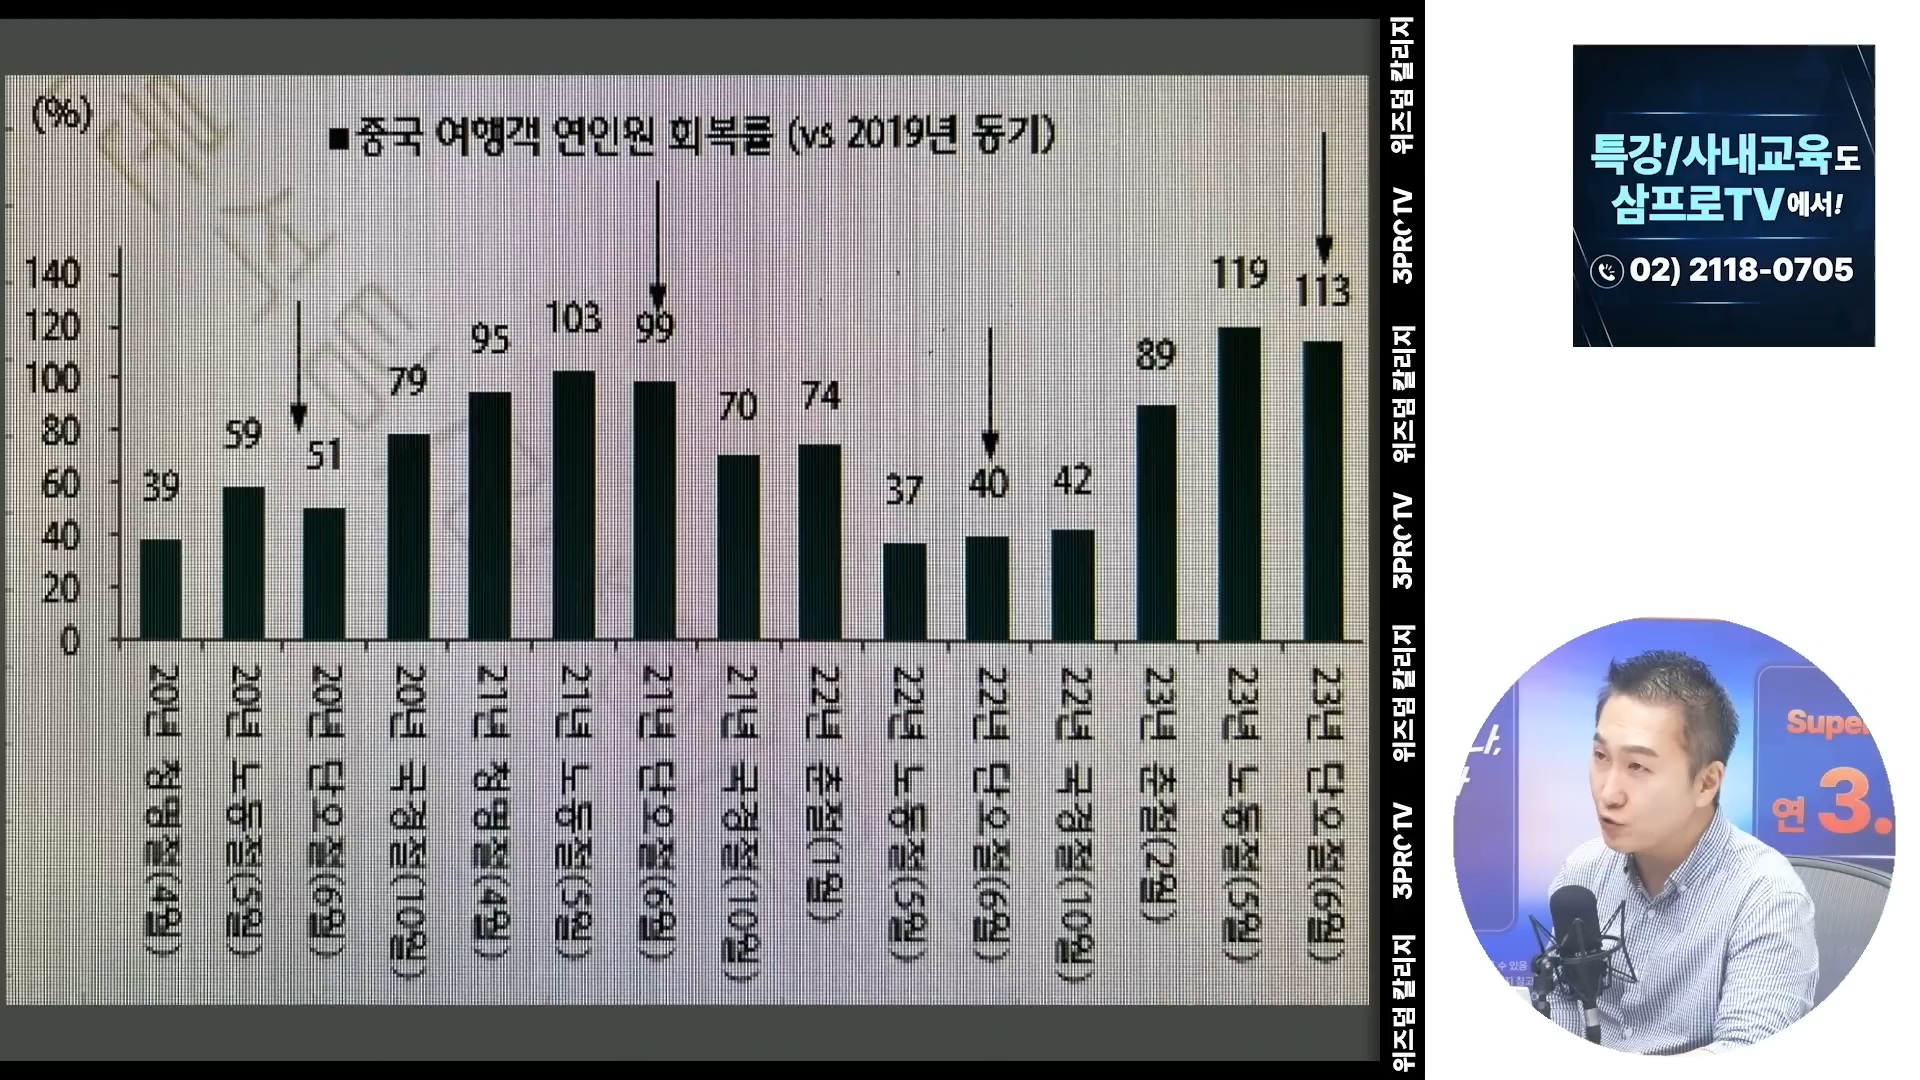 (%)
■중국 여행객 연인원 회복률 (vs 2019년 동기)
140
120
100
80
60
40
20
0
39
59
51
79
95
103
99
70
74
37
40
42
89
119
113
20년 청명절(4월)
20년 노동절(5월)
20년 단오절(6월)
20년 국경절(10월)
21년 청명절(4월)
21년 노동절(5월)
21년 단오절(6월)
21년 국경절(10월)
22년 춘절(1월)
22년 노동절(5월)
22년 단오절(6월)
22년 국경절(10월)
23년 춘절(2월)
23년 노동절(5월)
23년 단오절(6월)
위즈덤 칼리지
3PROTV
위즈덤 칼리지
3PROTV
위즈덤 칼리지
3PROTV
위즈덤 칼리지
특강/사내교육도
삼프로TV에서!
02) 2118-0705
나,
Super
연 3.
수 있음
참고